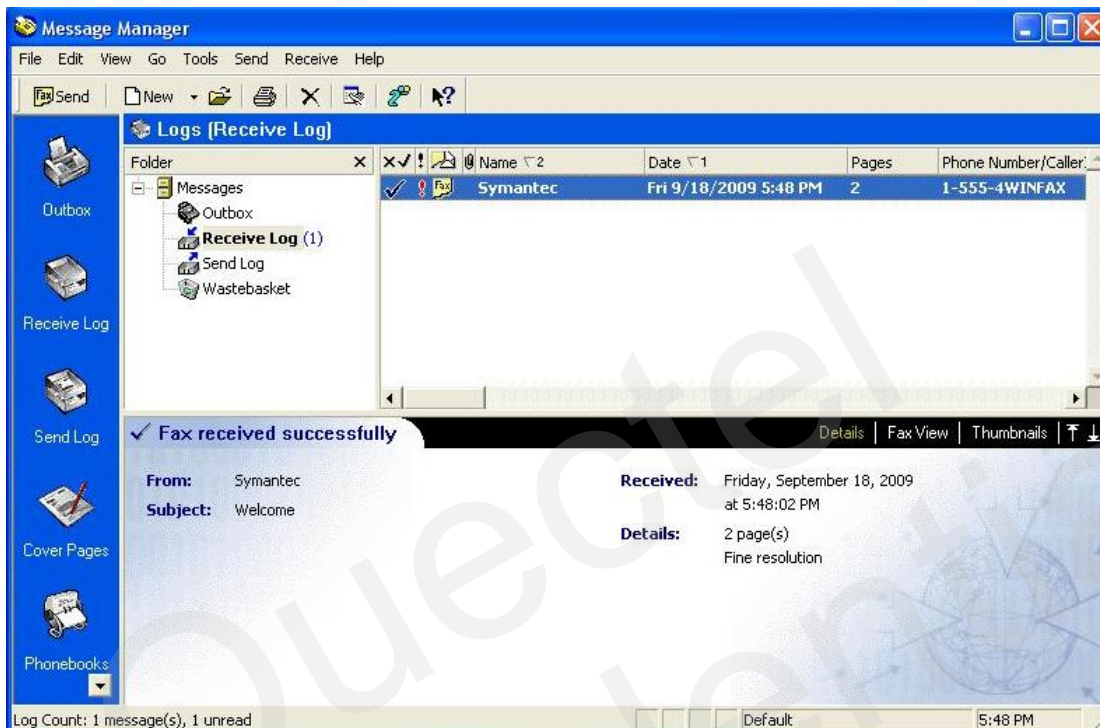 Message Manager
File Edit View Go Tools Send Receive Help
Fax Send New
Logs (Receive Log)
Outbox
Receive Log
Send Log
Cover Pages
Phonebooks
Folder
Messages
Outbox
Receive Log (1)
Send Log
Wastebasket
Name 2 Date 1 Pages Phone Number/Caller
Fax Symantec Fri 9/18/2009 5:48 PM 2 1-555-4WINFAX
Fax received successfully
Details Fax View Thumbnails
From: Symantec
Subject: Welcome
Received: Friday, September 18, 2009
at 5:48:02 PM
Details: 2 page(s)
Fine resolution
Log Count: 1 message(s), 1 unread Default 5:48 PM
Quectel